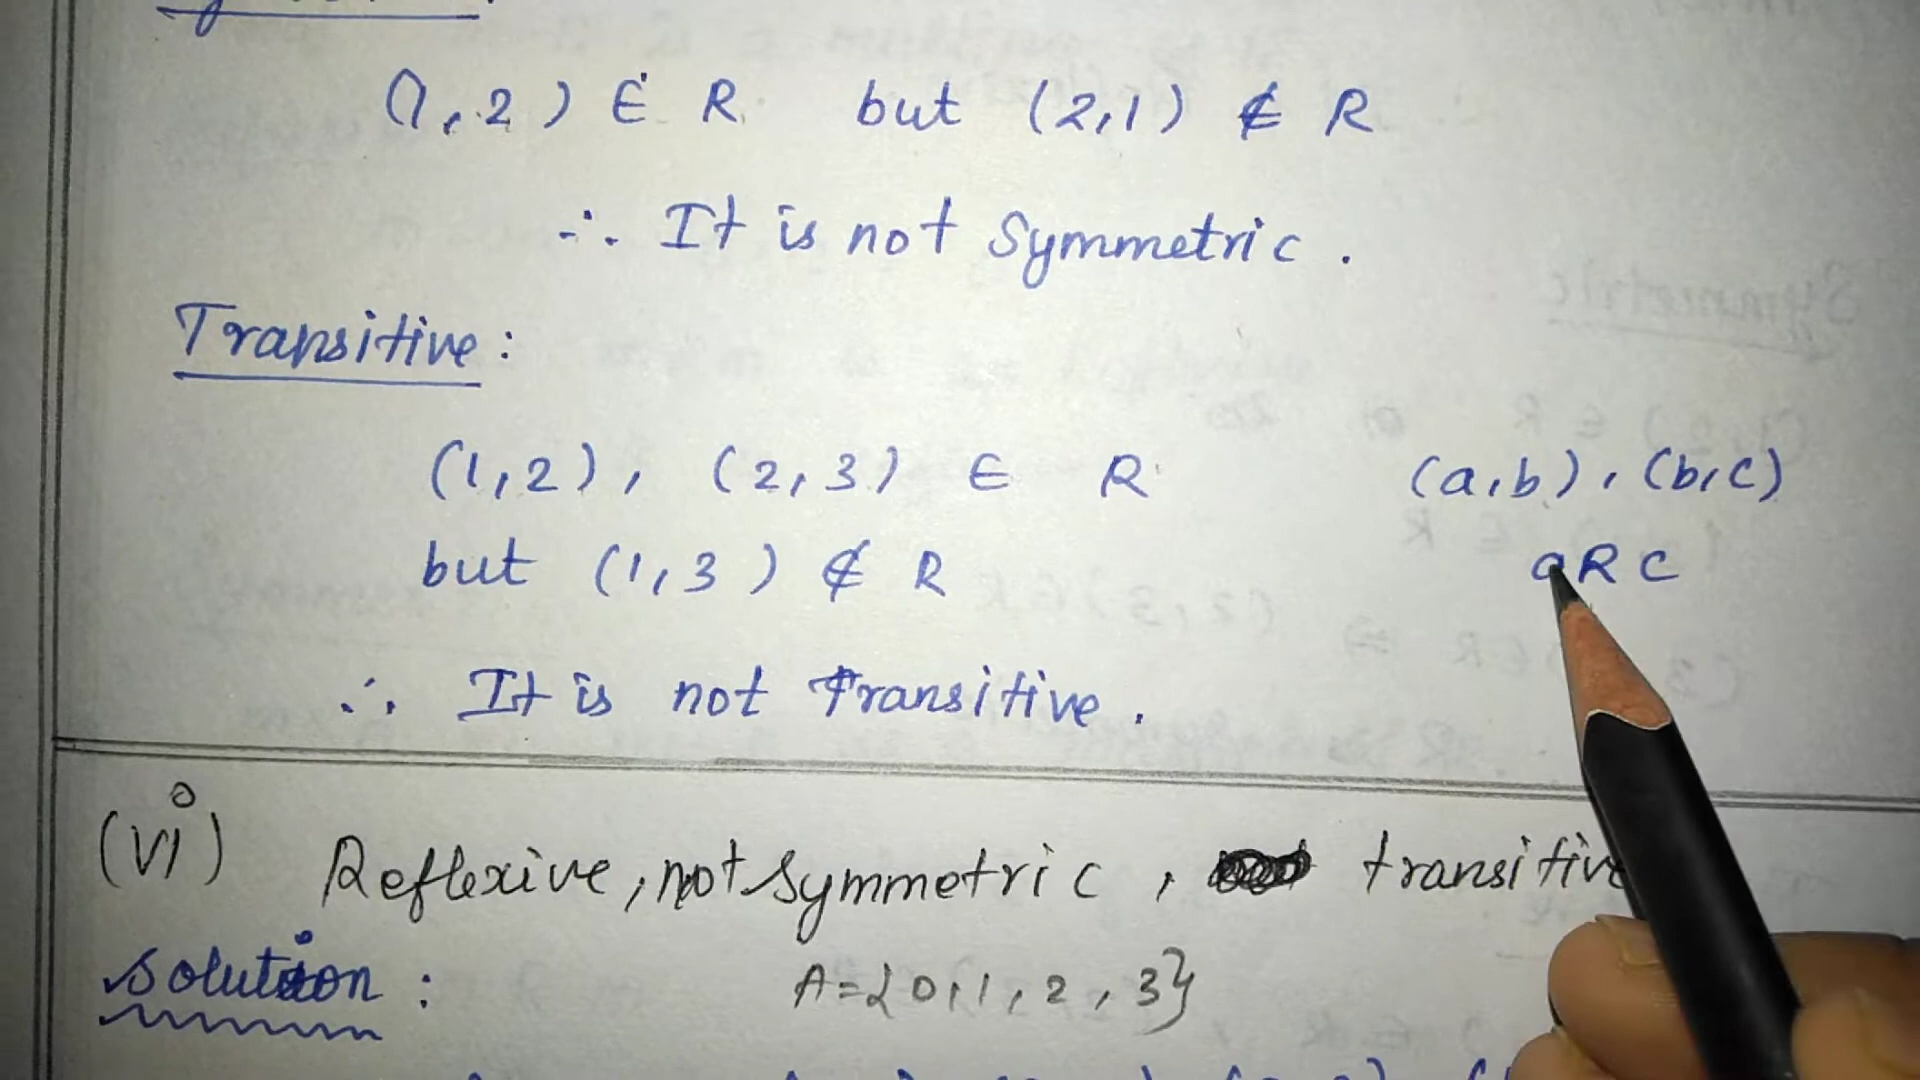 (1,2) ∈ R but (2,1) ∉ R
∴ It is not Symmetric.
Transitive:
(1,2), (2,3) ∈ R (a,b), (b,c)
but (1,3) ∉ R aRc
∴ It is not Transitive.
(vi) Reflexive, not symmetric, transitive
Solution: A={0,1,2,3}